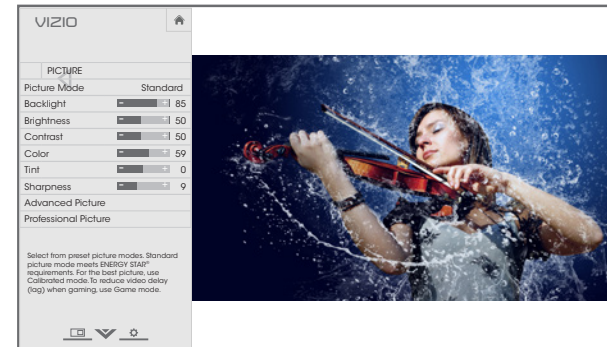 VIZIO
PICTURE
Picture Mode Standard
Backlight 85
Brightness 50
Contrast 50
Color 59
Tint 0
Sharpness 9
Advanced Picture
Professional Picture
Select from preset picture modes. Standard
picture mode meets ENERGY STAR®
requirements. For the best picture, use
Calibrated mode. To reduce video delay
(lag) when gaming, use Game mode.